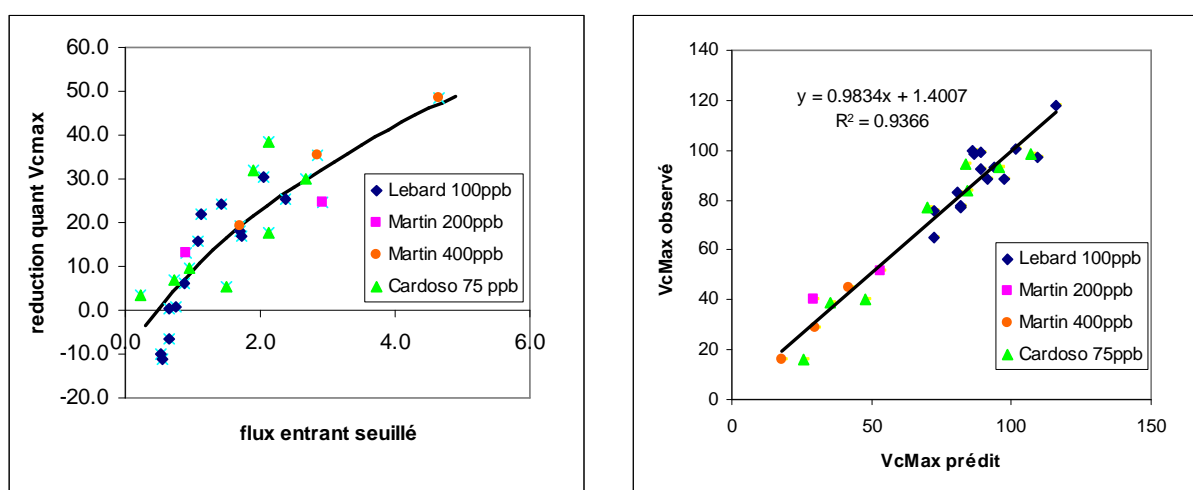 60.0
50.0
40.0
30.0
20.0
10.0
0.0
-10.0
-20.0
0.0 2.0 4.0 6.0
reduction quant Vcmax
flux entrant seuillé
Lebard 100ppb
Martin 200ppb
Martin 400ppb
Cardoso 75 ppb
140
120
100
80
60
40
20
0
0 50 100 150
VcMax observé
VcMax prédit
y = 0.9834x + 1.4007
R² = 0.9366
Lebard 100ppb
Martin 200ppb
Martin 400ppb
Cardoso 75ppb